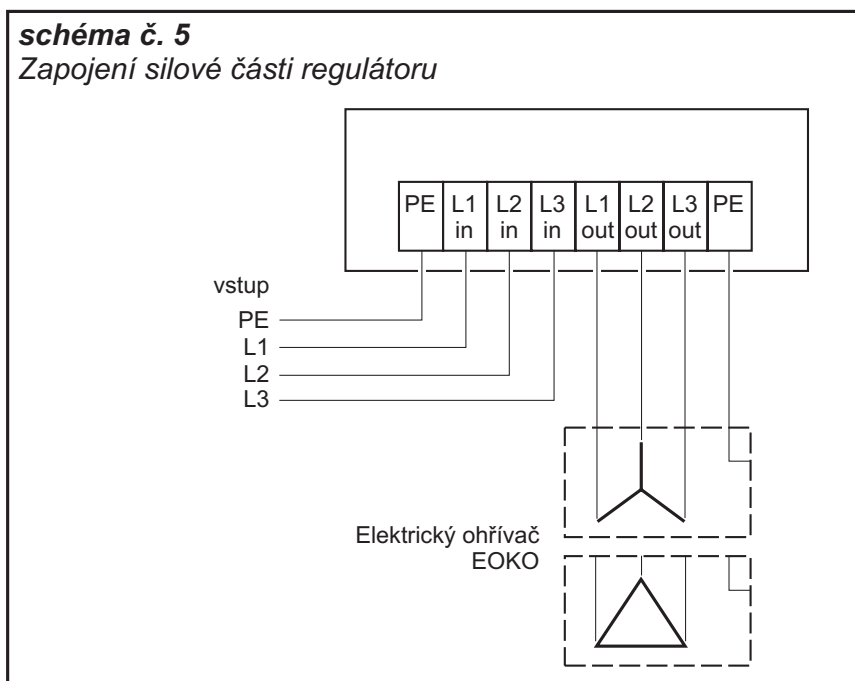 schéma č. 5
Zapojení silové části regulátoru
PE L1 L2 L3 L1 L2 L3 PE
in in in out out out
vstup
PE
L1
L2
L3
Elektrický ohřívač
EOKO